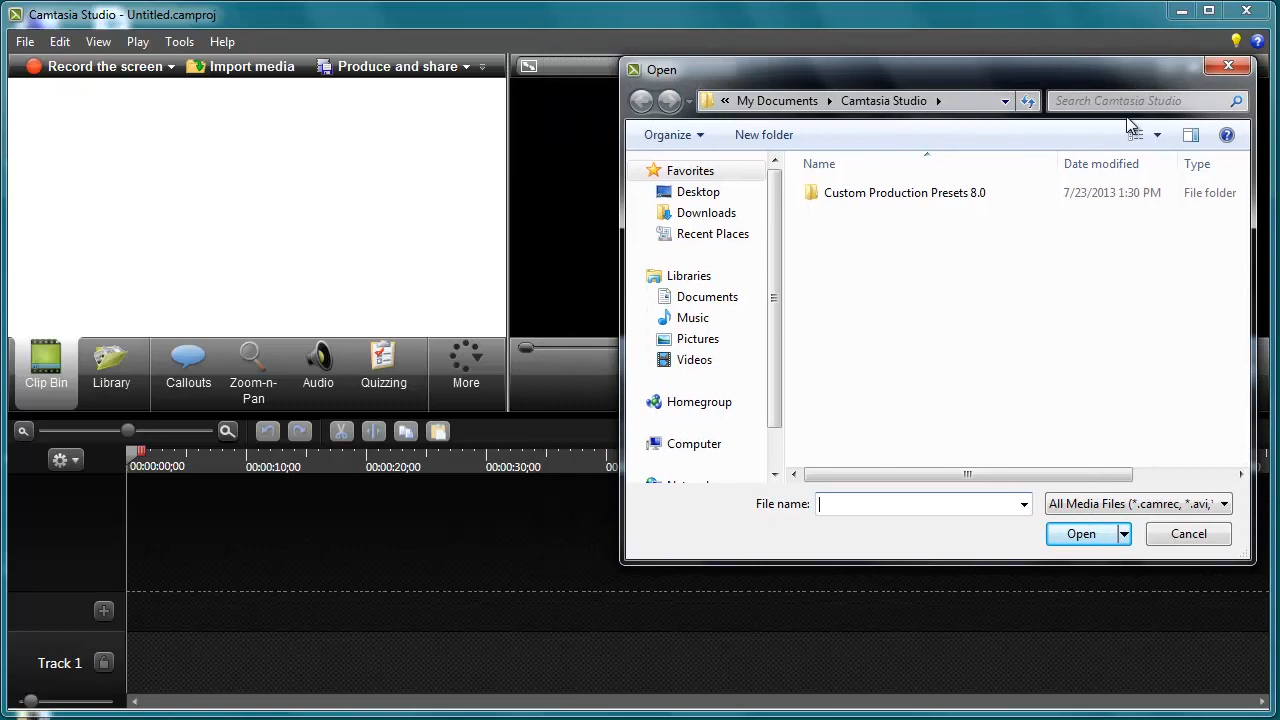 Camtasia Studio - Untitled.camproj
File Edit View Play Tools Help
Record the screen Import media Produce and share
Open
« My Documents Camtasia Studio
Search Camtasia Studio
Organize New folder
Name Date modified Type
Favorites
Desktop
Downloads
Recent Places
Libraries
Documents
Music
Pictures
Videos
Homegroup
Computer
Custom Production Presets 8.0 7/23/2013 1:30 PM File folder
File name:
All Media Files (*.camrec, *.avi,
Open Cancel
Clip Bin Library Callouts Zoom-n-Pan Audio Quizzing More
00:00:00;00 00:00:10;00 00:00:20;00 00:00:30;00
Track 1